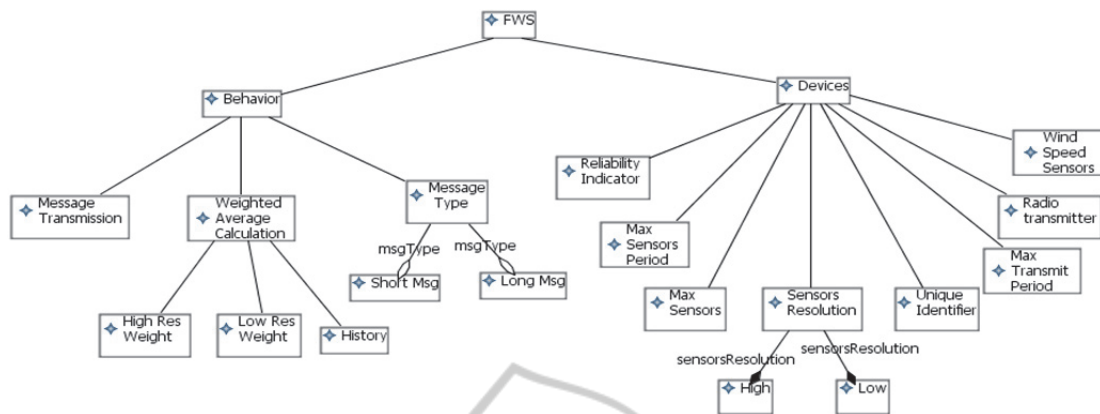 FWS
Behavior
Devices
Message
Transmission
Weighted
Average
Calculation
Message
Type
msgType
msgType
Short Msg
Long Msg
High Res
Weight
Low Res
Weight
History
Reliability
Indicator
Max
Sensors
Period
Max
Sensors
Sensors
Resolution
Unique
Identifier
Max
Transmit
Period
Radio
transmitter
Wind
Speed
Sensors
sensorsResolution
sensorsResolution
High
Low